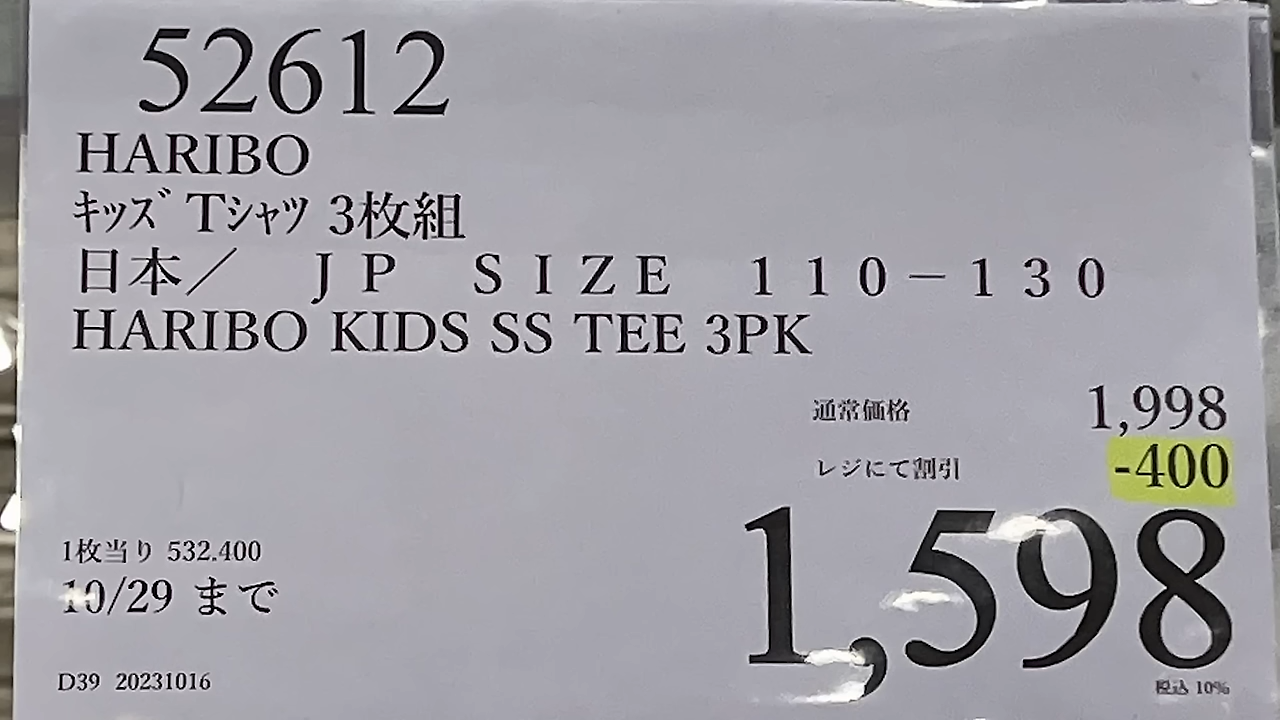 52612
HARIBO
ｷｯｽﾞ Tｼｬﾂ 3枚組
日本／　ＪＰ　ＳＩＺＥ　１１０－１３０
HARIBO KIDS SS TEE 3PK
通常価格 1,998
レジにて割引 -400
1,598
税込 10%
1枚当り 532.400
10/29 まで
D39 20231016